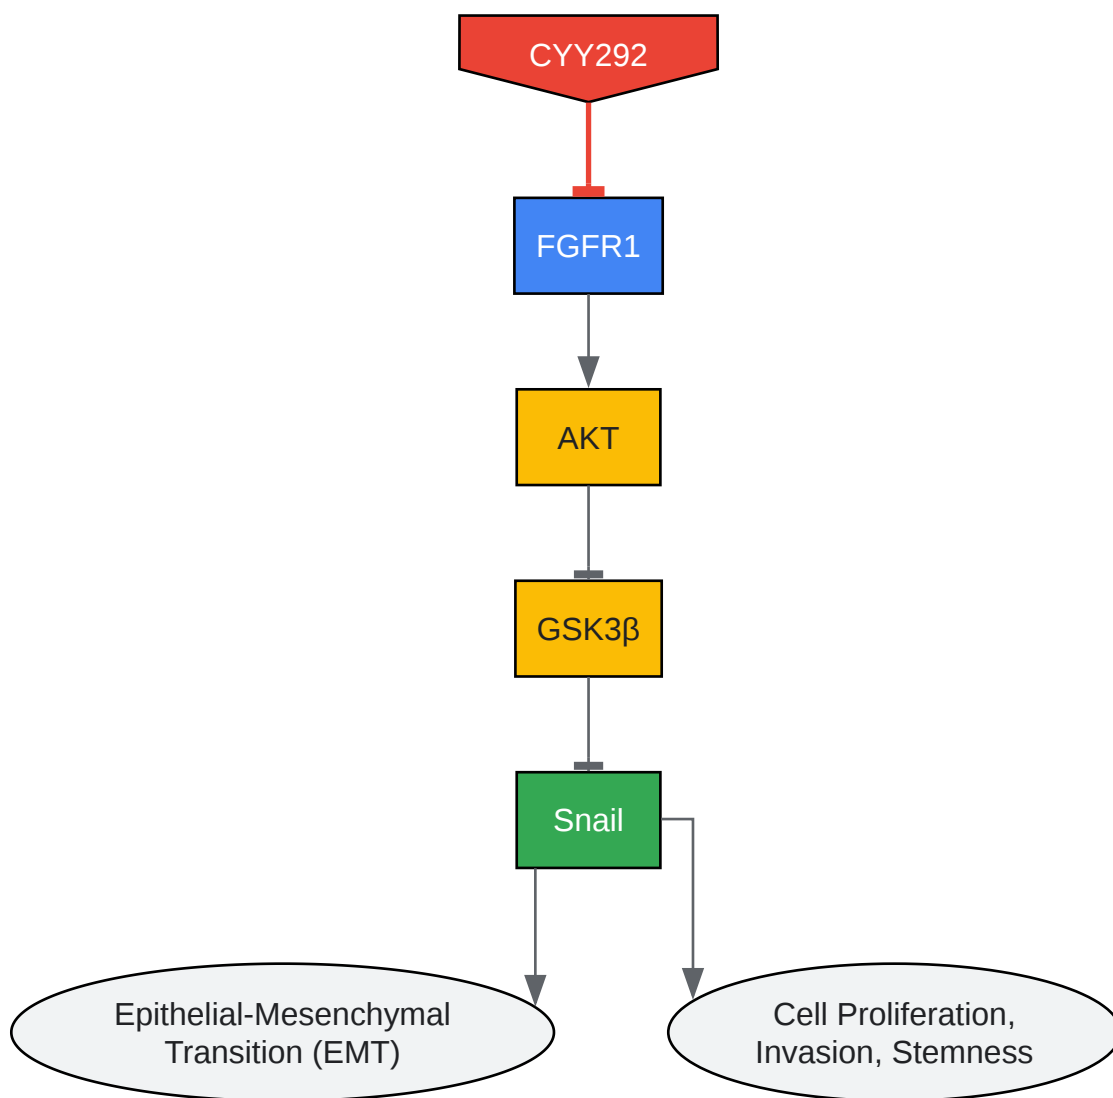 CYY292
FGFR1
AKT
GSK3β
Snail
Epithelial-Mesenchymal
Transition (EMT)
Cell Proliferation,
Invasion, Stemness